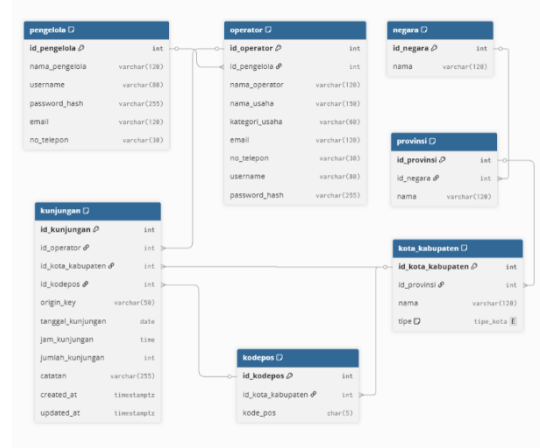 pengelola
id_pengelola int
nama_pengelola varchar(120)
username varchar(80)
password_hash varchar(255)
email varchar(120)
no_telepon varchar(30)
operator
id_operator int
id_pengelola int
nama_operator varchar(120)
nama_usaha varchar(150)
kategori_usaha varchar(60)
email varchar(120)
no_telepon varchar(30)
username varchar(80)
password_hash varchar(255)
negara
id_negara int
nama varchar(120)
provinsi
id_provinsi int
id_negara int
nama varchar(120)
kunjungan
id_kunjungan int
id_operator int
id_kota_kabupaten int
id_kodepos int
origin_key varchar(50)
tanggal_kunjungan date
jam_kunjungan time
jumlah_kunjungan int
catatan varchar(255)
created_at timestamptz
updated_at timestamptz
kota_kabupaten
id_kota_kabupaten int
id_provinsi int
nama varchar(120)
tipe tipe_kota E
kodepos
id_kodepos int
id_kota_kabupaten int
kode_pos char(5)